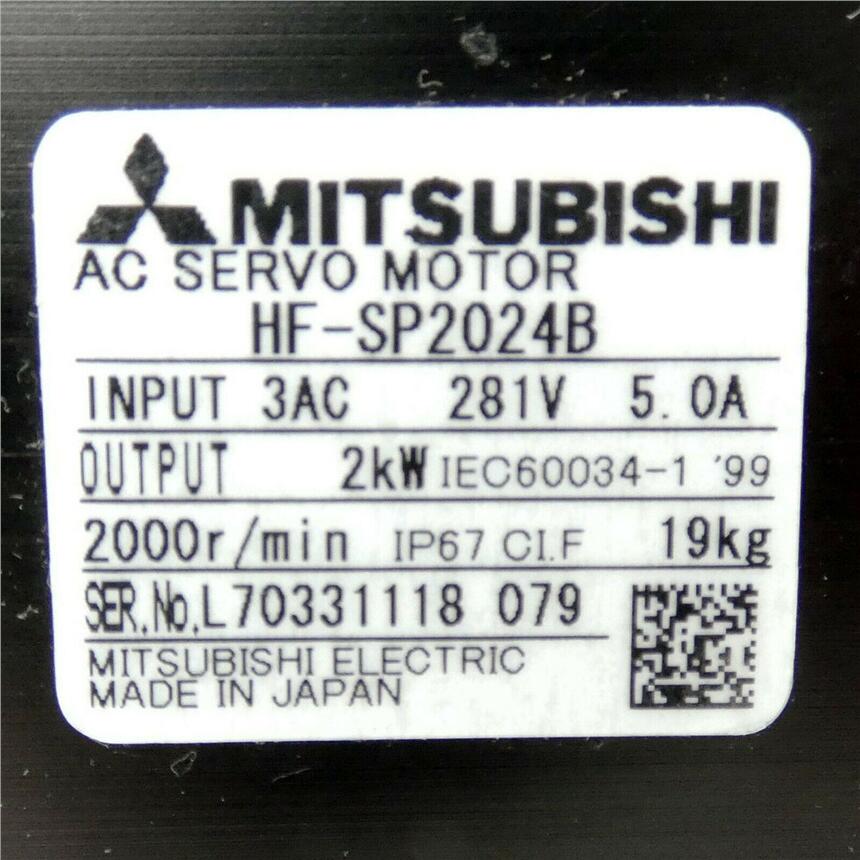 MITSUBISHI
AC SERVO MOTOR
HF-SP2024B
INPUT 3AC 281V 5.0A
OUTPUT 2kW IEC60034-1 '99
2000r/min IP67 CI.F 19kg
SER.No.L70331118 079
MITSUBISHI ELECTRIC
MADE IN JAPAN